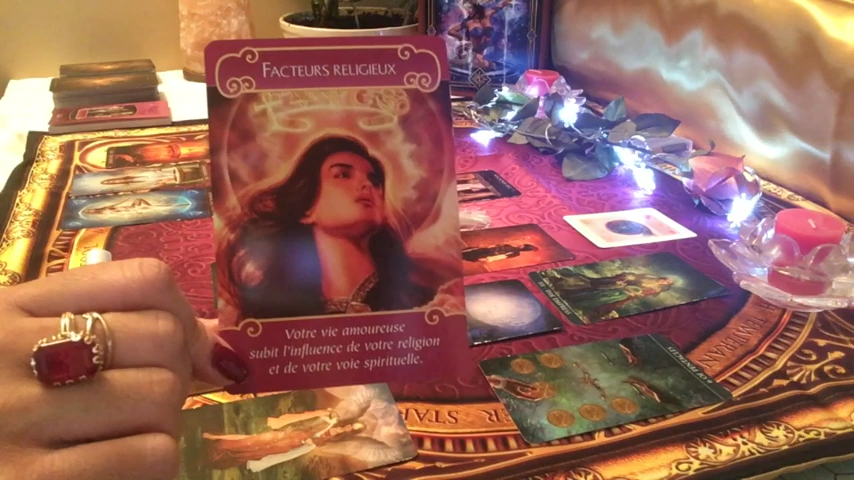 FACTEURS RELIGIEUX
Votre vie amoureuse
subit l'influence de votre religion
et de votre voie spirituelle.